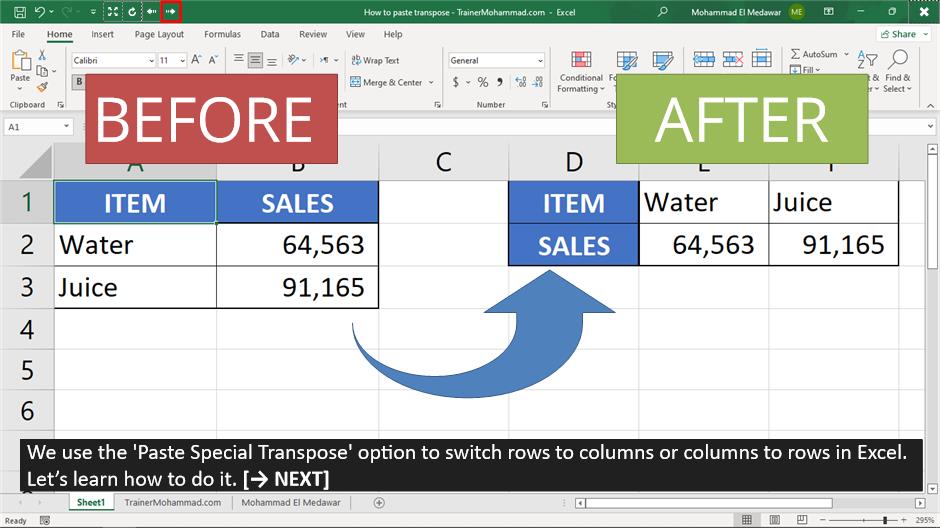 How to paste transpose - TrainerMohammad.com - Excel
Mohammad El Medawar ME
File Home Insert Page Layout Formulas Data Review View Help Share
Paste
Calibri 11 A A
Wrap Text
General
Conditional
Formatting
AutoSum
Fill
Find &
Select
B
Merge & Center
$ % ,
Clipboard
Number
A1
BEFORE
AFTER
A B C D E F
1 ITEM SALES ITEM Water Juice
2 Water 64,563 SALES 64,563 91,165
3 Juice 91,165
4
5
6
We use the 'Paste Special Transpose' option to switch rows to columns or columns to rows in Excel.
Let’s learn how to do it. [→ NEXT]
Sheet1 TrainerMohammad.com Mohammad El Medawar
Ready 295%